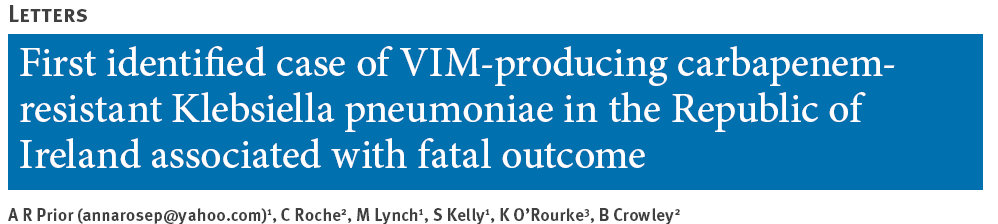 LETTERS
First identified case of VIM-producing carbapenem-
resistant Klebsiella pneumoniae in the Republic of
Ireland associated with fatal outcome
A R Prior (annarosep@yahoo.com)¹, C Roche², M Lynch¹, S Kelly¹, K O’Rourke³, B Crowley²